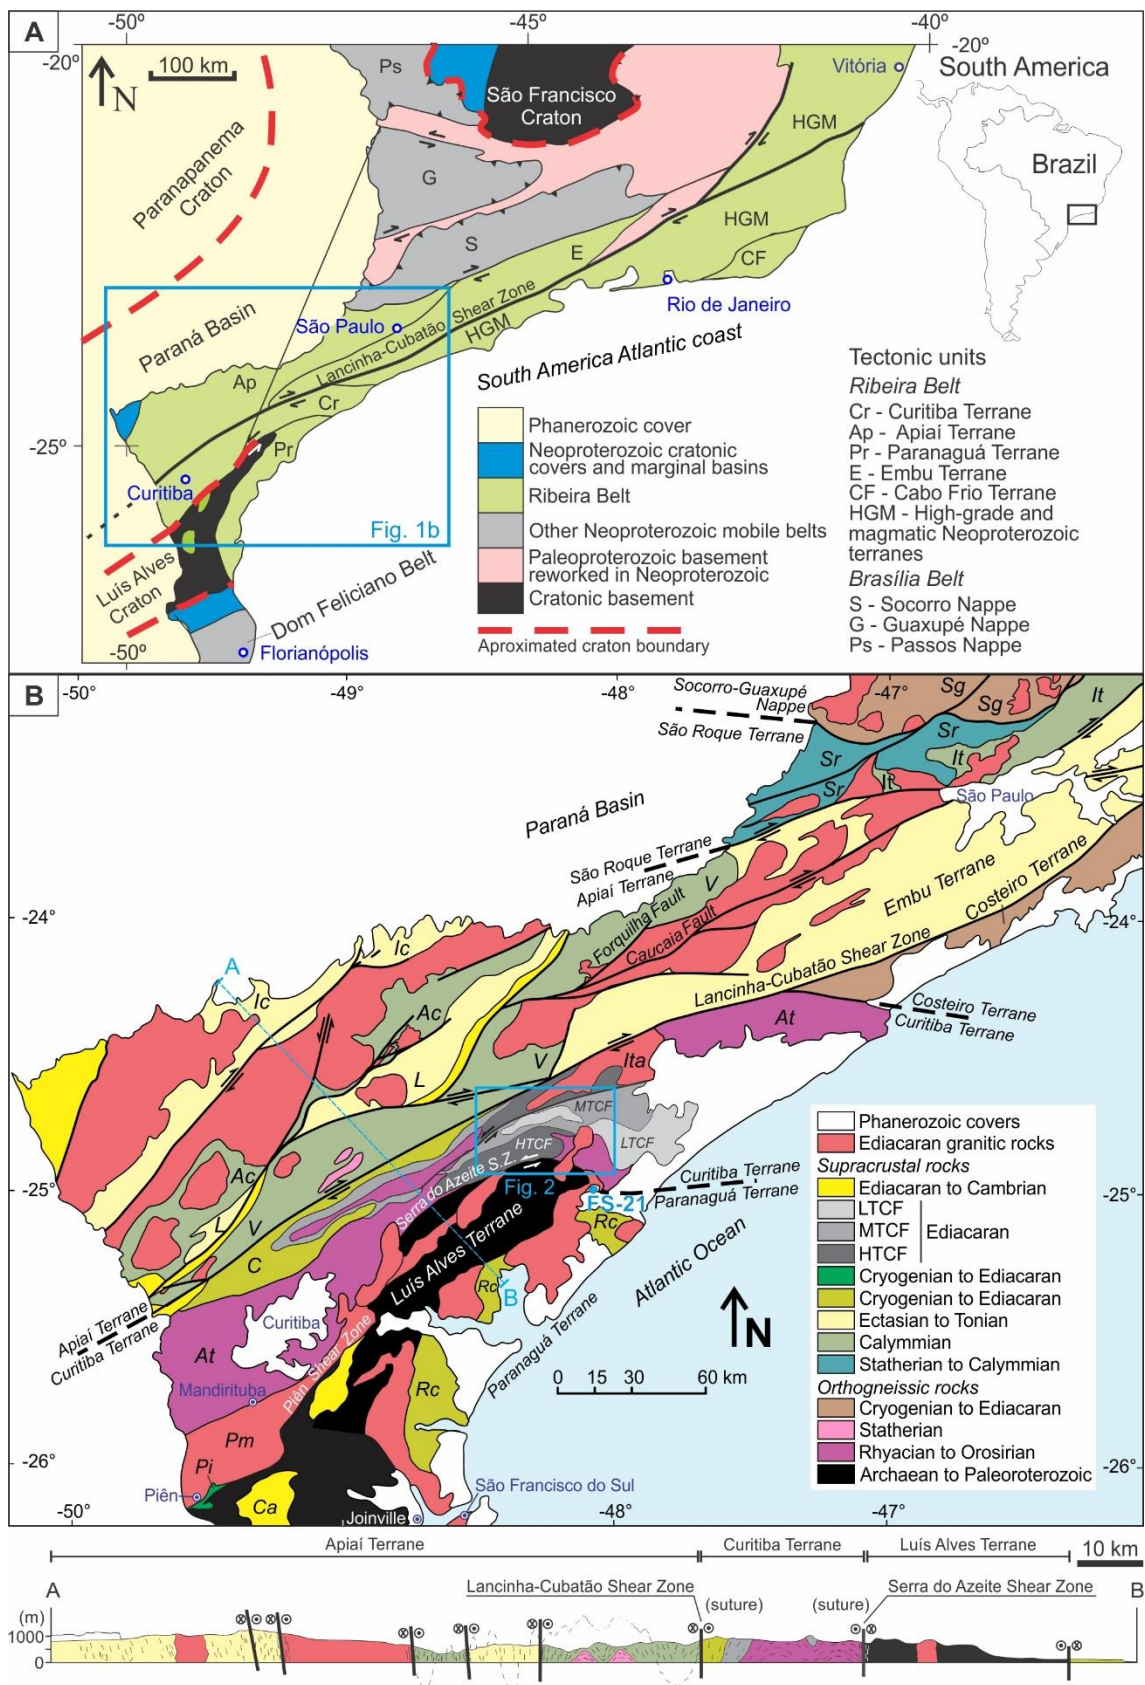 A
-50º
-45º
-40º
-20º
-20º
100 km
N
Ps
São Francisco
Craton
Vitória
South America
HGM
Brazil
Paranapanema
Craton
G
HGM
S
E
CF
Rio de Janeiro
Paraná Basin
São Paulo
Lancinha-Cubatão Shear Zone
HGM
South America Atlantic coast
Ap
Cr
-25º
Pr
Curitiba
Fig. 1b
Luís Alves
Craton
Dom Feliciano Belt
-50º
Florianópolis
Phanerozoic cover
Neoproterozoic cratonic
covers and marginal basins
Ribeira Belt
Other Neoproterozoic mobile belts
Paleoproterozoic basement
reworked in Neoproterozoic
Cratonic basement
Aproximated craton boundary
Tectonic units
Ribeira Belt
Cr - Curitiba Terrane
Ap - Apiaí Terrane
Pr - Paranaguá Terrane
E - Embu Terrane
CF - Cabo Frio Terrane
HGM - High-grade and
magmatic Neoproterozoic
terranes
Brasília Belt
S - Socorro Nappe
G - Guaxupé Nappe
Ps - Passos Nappe
B
-50°
-49°
-48°
-47°
Socorro-Guaxupé
Nappe
São Roque Terrane
Sg
Sg
It
Sr
Sr
It
Sr
It
São Paulo
Paraná Basin
São Roque Terrane
Apiaí Terrane
V
Forquilha Fault
Caucaia Fault
Embu Terrane
Costeiro Terrane
-24°
-24°
Lancinha-Cubatão Shear Zone
Ic
A
Ic
Ac
Costeiro Terrane
Curitiba Terrane
At
V
L
Ita
MTCF
LTCF
HTCF
Serra do Azeite S.Z.
Fig. 2
Ac
-25°
-25°
Curitiba Terrane
Paranaguá Terrane
FS-21
Rc
L
V
C
Luís Alves Terrane
Rc
B
Atlantic Ocean
N
Apiaí Terrane
Curitiba Terrane
Curitiba
At
Mandirituba
Piên Shear Zone
Paranaguá Terrane
0 15 30 60 km
Rc
Pm
Pi
Piên
Ca
Joinville
São Francisco do Sul
-26°
-26°
-50°
-48°
-47°
Phanerozoic covers
Ediacaran granitic rocks
Supracrustal rocks
Ediacaran to Cambrian
LTCF
MTCF
HTCF
Ediacaran
Cryogenian to Ediacaran
Cryogenian to Ediacaran
Ectasian to Tonian
Calymmian
Statherian to Calymmian
Orthogneissic rocks
Cryogenian to Ediacaran
Statherian
Rhyacian to Orosirian
Archaean to Paleoroterozoic
Apiaí Terrane
Curitiba Terrane
Luís Alves Terrane
10 km
A
Lancinha-Cubatão Shear Zone
Serra do Azeite Shear Zone
B
(m)
(suture)
(suture)
1000
0